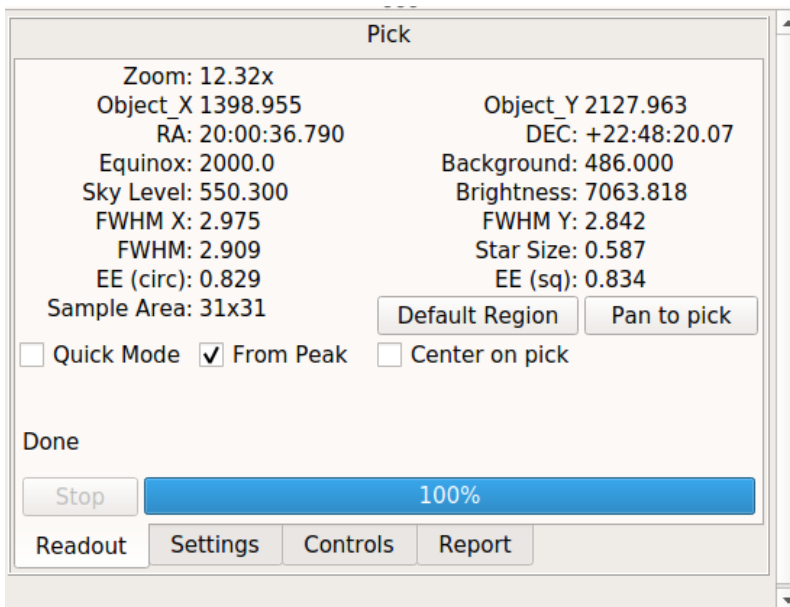 Pick
Zoom: 12.32x
Object_X 1398.955 Object_Y 2127.963
RA: 20:00:36.790 DEC: +22:48:20.07
Equinox: 2000.0 Background: 486.000
Sky Level: 550.300 Brightness: 7063.818
FWHM X: 2.975 FWHM Y: 2.842
FWHM: 2.909 Star Size: 0.587
EE (circ): 0.829 EE (sq): 0.834
Sample Area: 31x31 Default Region Pan to pick
Quick Mode From Peak Center on pick
Done
Stop 100%
Readout Settings Controls Report